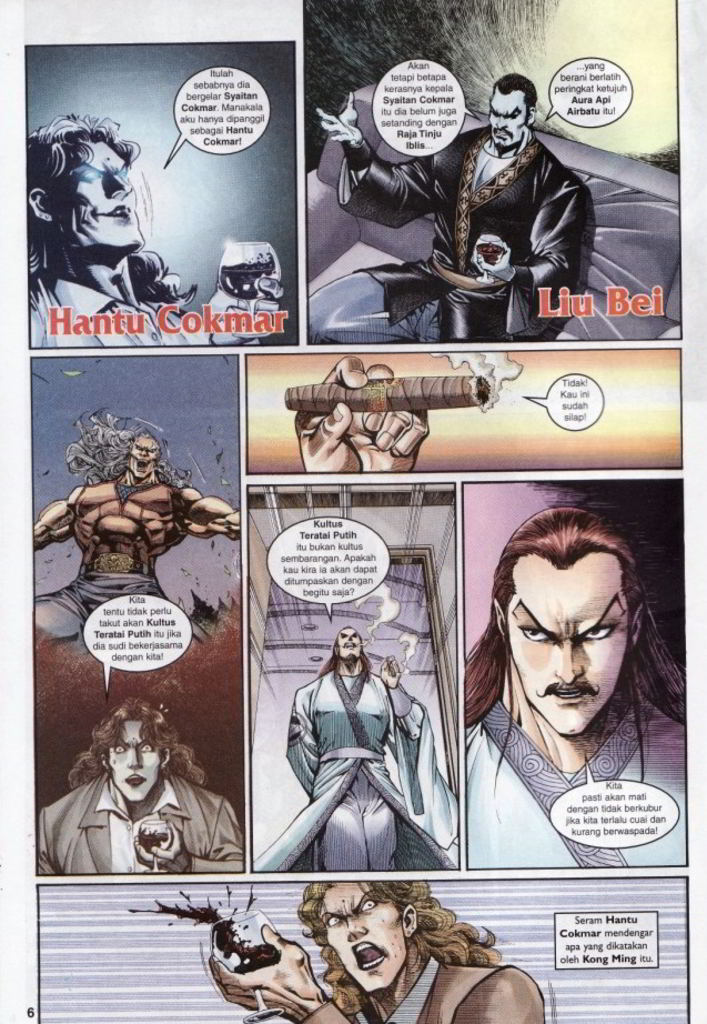 Itulah
sebabnya dia
bergelar Syaitan
Cokmar. Manakala
aku hanya dipanggil
sebagai Hantu
Cokmar!
Hantu Cokmar
Akan
tetapi betapa
kerasnya kepala
Syaitan Cokmar
itu dia belum juga
setanding dengan
Raja Tinju
Iblis...
...yang
berani berlatih
peringkat ketujuh
Aura Api
Airbatu itu!
Liu Bei
Tidak!
Kau ini
sudah
silap!
Kita
tentu tidak perlu
takut akan Kultus
Teratai Putih itu jika
dia sudi bekerjasama
dengan kita!
Kultus
Teratai Putih
itu bukan kultus
sembarangan. Apakah
kau kira ia akan dapat
ditumpaskan dengan
begitu saja?
Kita
pasti akan mati
dengan tidak berkubur
jika kita terlalu cuai dan
kurang berwaspada!
Seram Hantu
Cokmar mendengar
apa yang dikatakan
oleh Kong Ming itu.
6